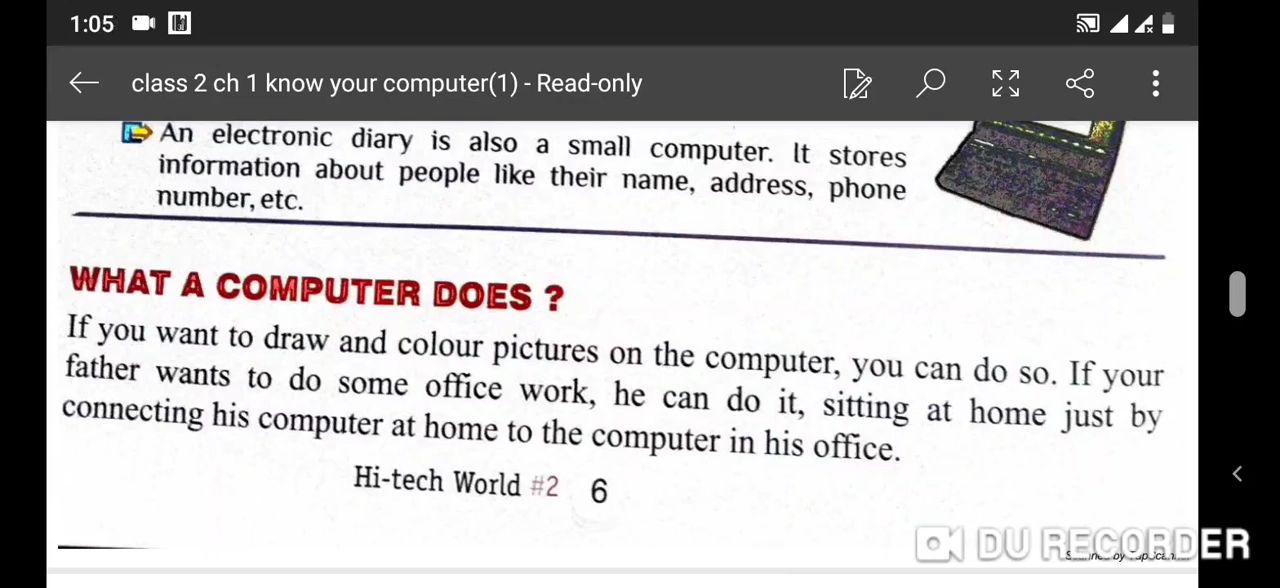 1:05
class 2 ch 1 know your computer(1) - Read-only
An electronic diary is also a small computer. It stores
information about people like their name, address, phone
number, etc.
WHAT A COMPUTER DOES ?
If you want to draw and colour pictures on the computer, you can do so. If your
father wants to do some office work, he can do it, sitting at home just by
connecting his computer at home to the computer in his office.
Hi-tech World #2 6
DU RECORDER